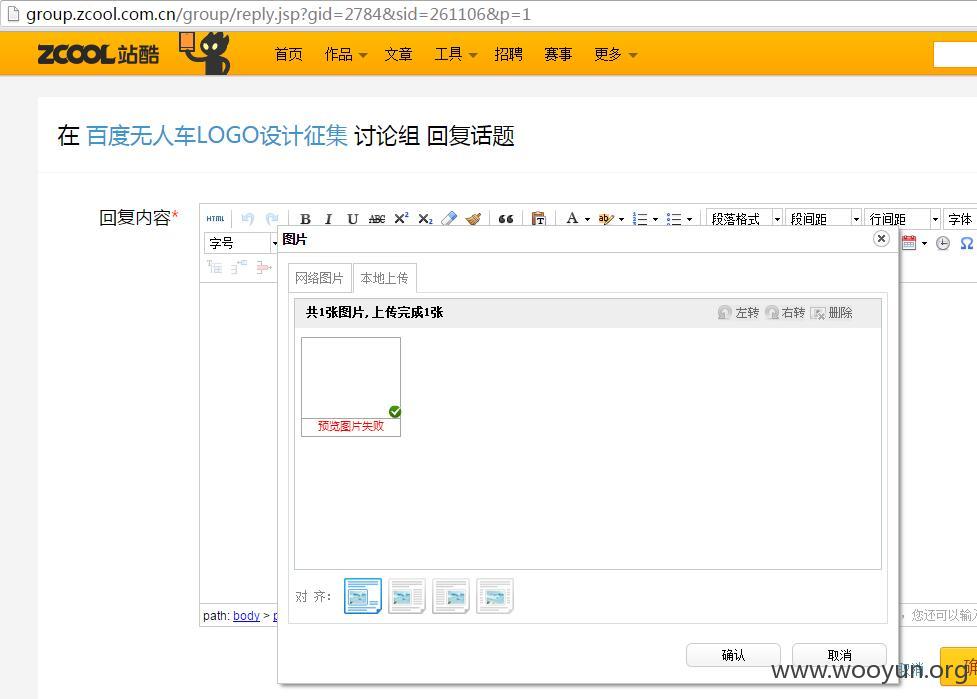 group.zcool.com.cn/group/reply.jsp?gid=2784&sid=261106&p=1
ZCOOL站酷 首页 作品 文章 工具 招聘 赛事 更多
在 百度无人车LOGO设计征集 讨论组 回复话题
回复内容*
HTML B I U ABC X² X₂ A ab 段落格式 段间距 行间距 字体
字号
图片
网络图片 本地上传
共1张图片, 上传完成1张 左转 右转 删除
预览图片失败
对 齐:
path: body > p
, 您还可以输入
确认 取消
取消 确
www.wooyun.org